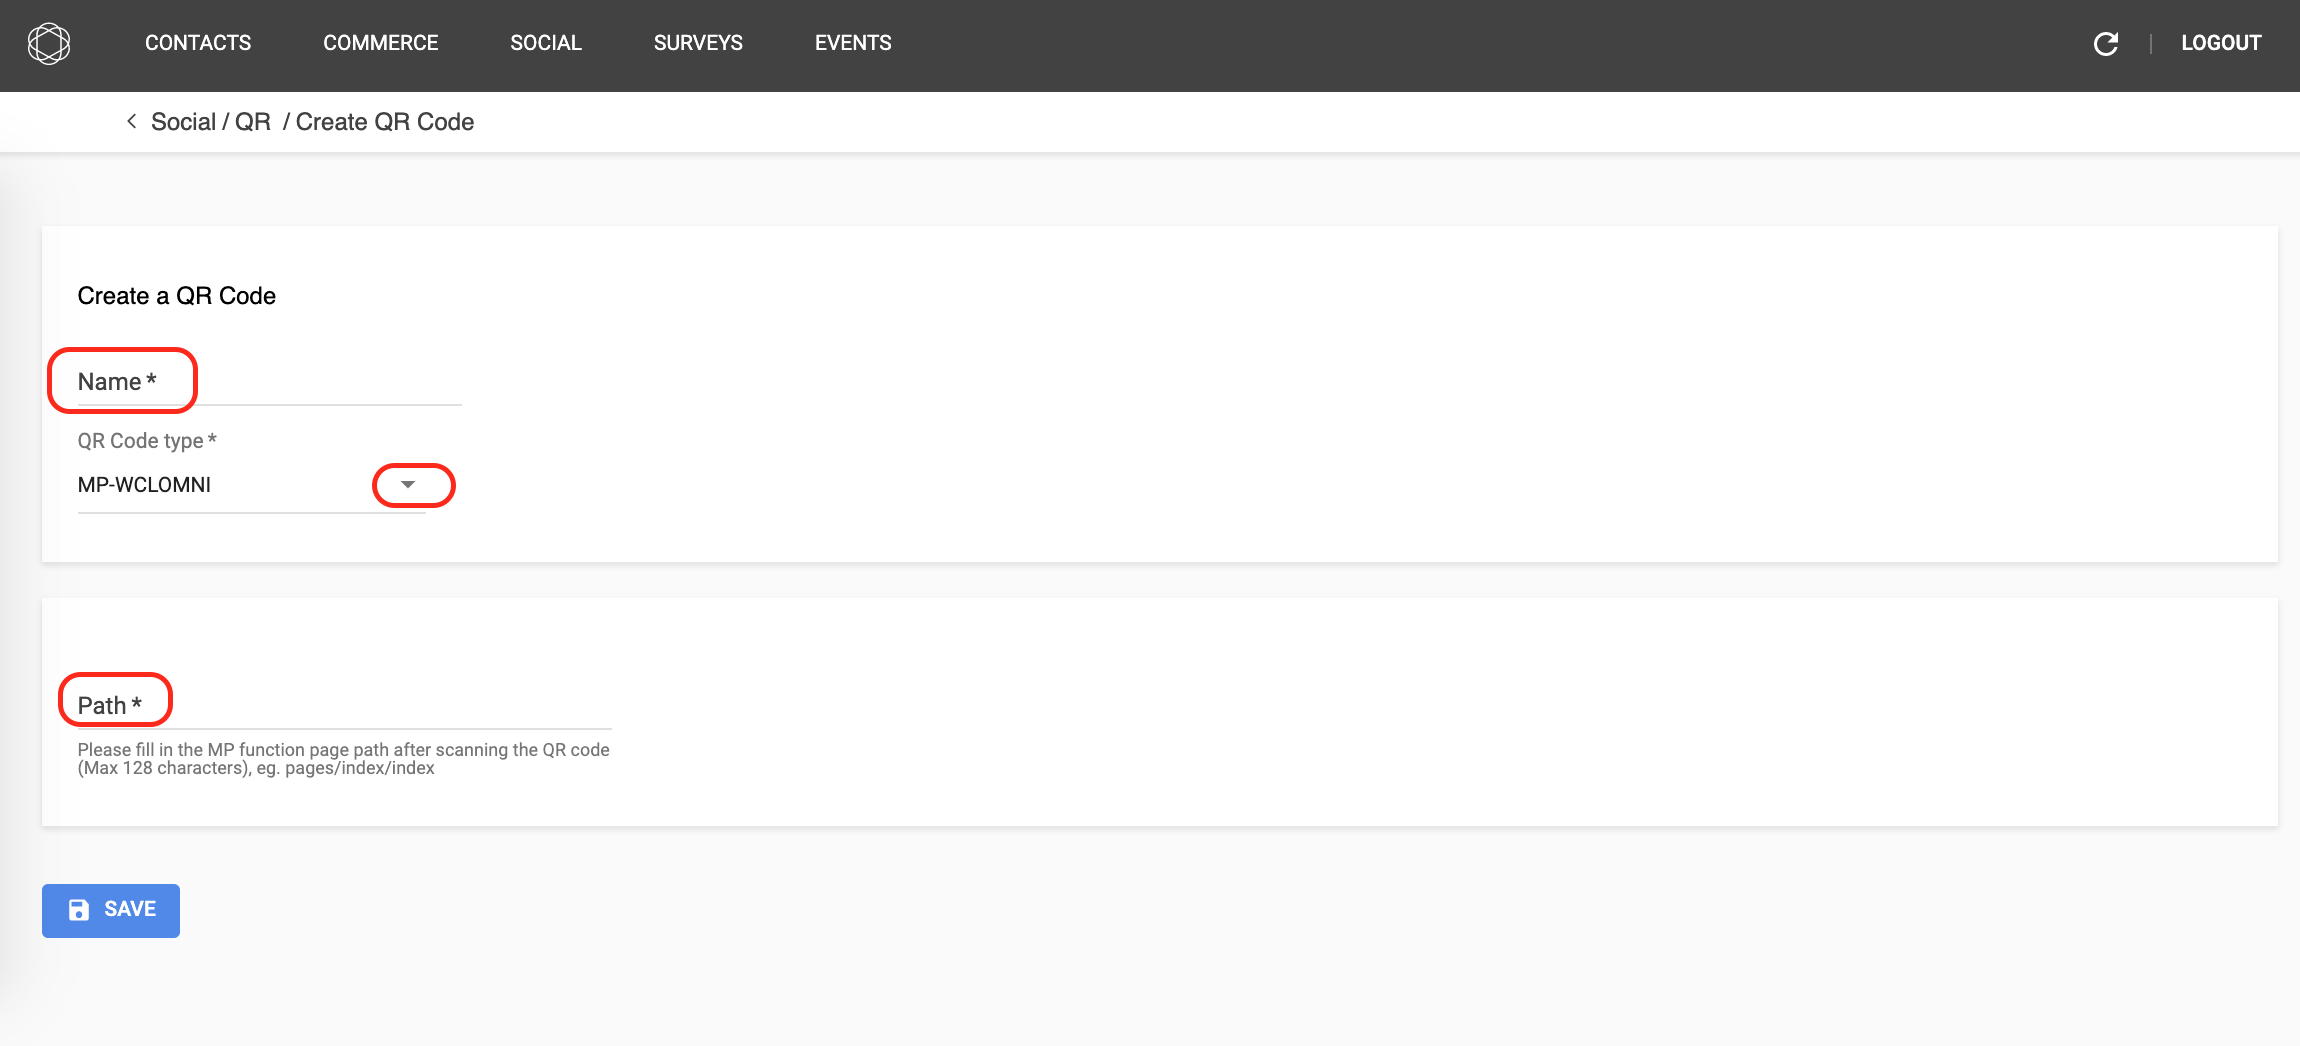 CONTACTS COMMERCE SOCIAL SURVEYS EVENTS | LOGOUT
< Social / QR / Create QR Code
Create a QR Code
Name *
QR Code type *
MP-WCLOMNI
Path *
Please fill in the MP function page path after scanning the QR code
(Max 128 characters), eg. pages/index/index
SAVE